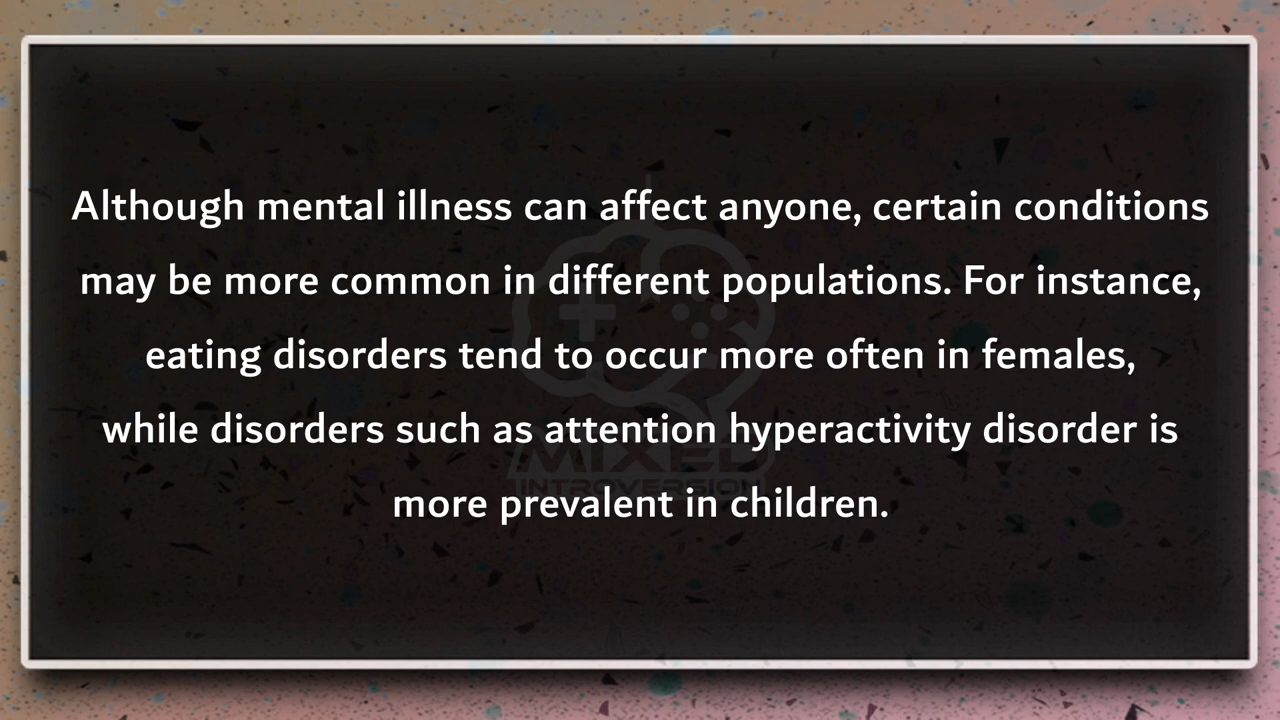 Although mental illness can affect anyone, certain conditions
may be more common in different populations. For instance,
eating disorders tend to occur more often in females,
while disorders such as attention hyperactivity disorder is
more prevalent in children.
MIXED
INTROVERSION